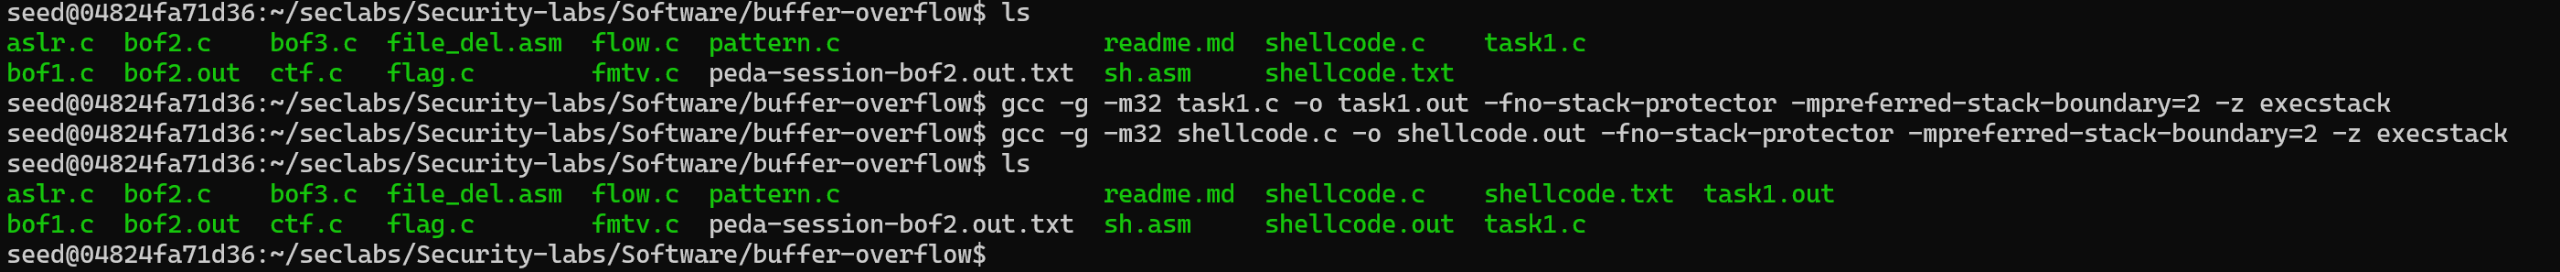 seed@04824fa71d36:~/seclabs/Security-labs/Software/buffer-overflow$ ls
aslr.c  bof2.c    bof3.c  file_del.asm  flow.c  pattern.c                  readme.md  shellcode.c    task1.c
bof1.c  bof2.out  ctf.c   flag.c        fmtv.c  peda-session-bof2.out.txt  sh.asm     shellcode.txt
seed@04824fa71d36:~/seclabs/Security-labs/Software/buffer-overflow$ gcc -g -m32 task1.c -o task1.out -fno-stack-protector -mpreferred-stack-boundary=2 -z execstack
seed@04824fa71d36:~/seclabs/Security-labs/Software/buffer-overflow$ gcc -g -m32 shellcode.c -o shellcode.out -fno-stack-protector -mpreferred-stack-boundary=2 -z execstack
seed@04824fa71d36:~/seclabs/Security-labs/Software/buffer-overflow$ ls
aslr.c  bof2.c    bof3.c  file_del.asm  flow.c  pattern.c                  readme.md  shellcode.c    shellcode.txt  task1.out
bof1.c  bof2.out  ctf.c   flag.c        fmtv.c  peda-session-bof2.out.txt  sh.asm     shellcode.out  task1.c
seed@04824fa71d36:~/seclabs/Security-labs/Software/buffer-overflow$